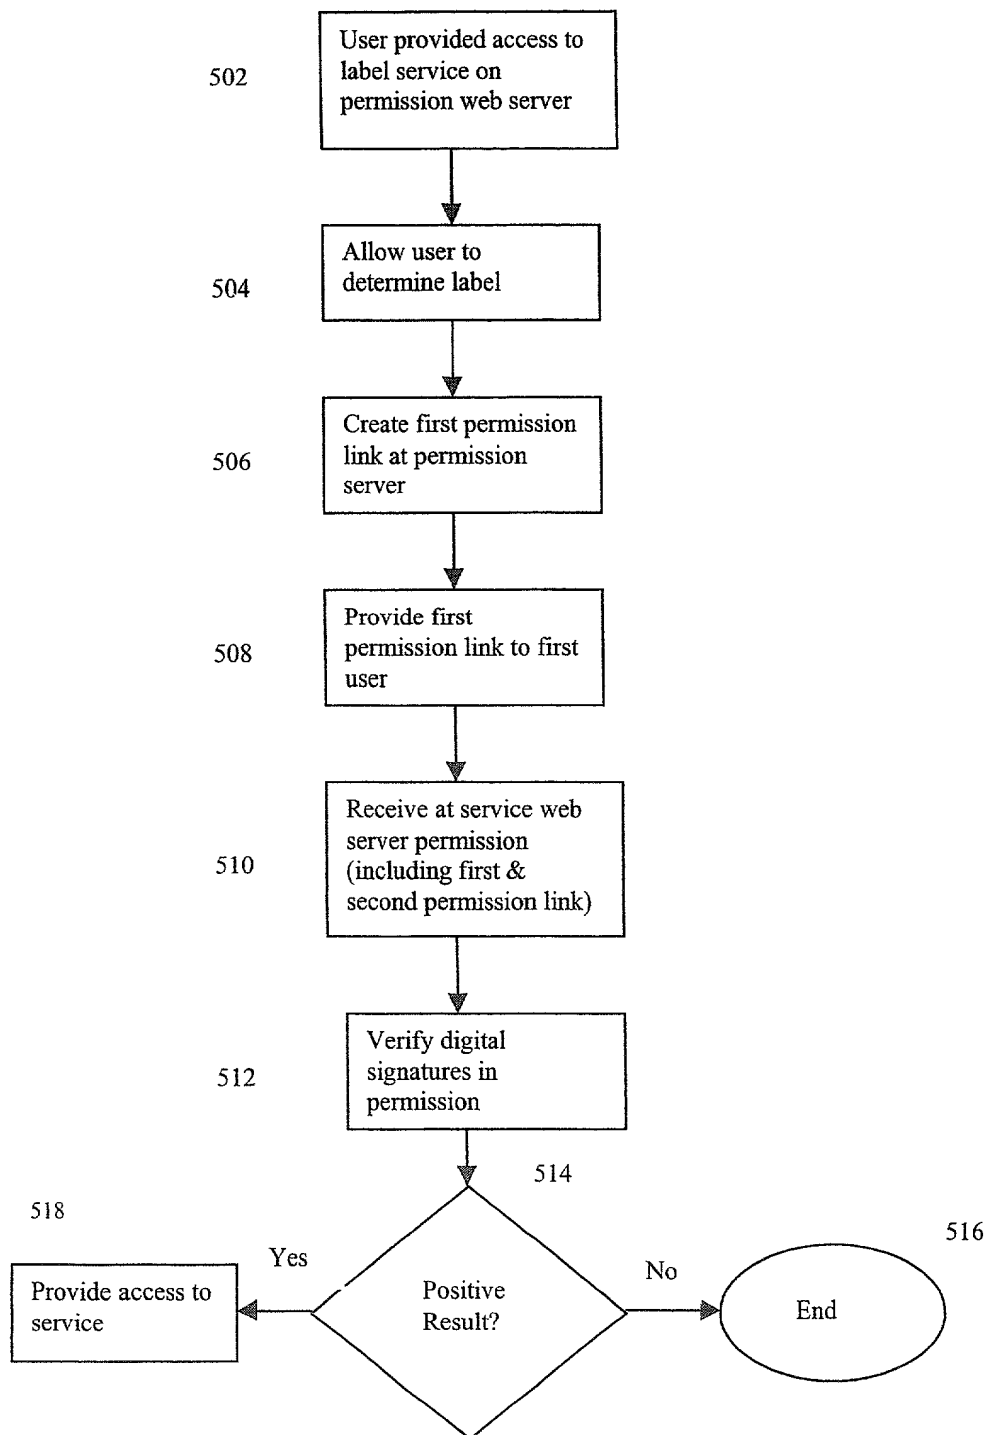 502
User provided access to
label service on
permission web server
504
Allow user to
determine label
506
Create first permission
link at permission
server
508
Provide first
permission link to first
user
510
Receive at service web
server permission
(including first &
second permission link)
512
Verify digital
signatures in
permission
514
Positive
Result?
Yes
518
Provide access to
service
No
516
End